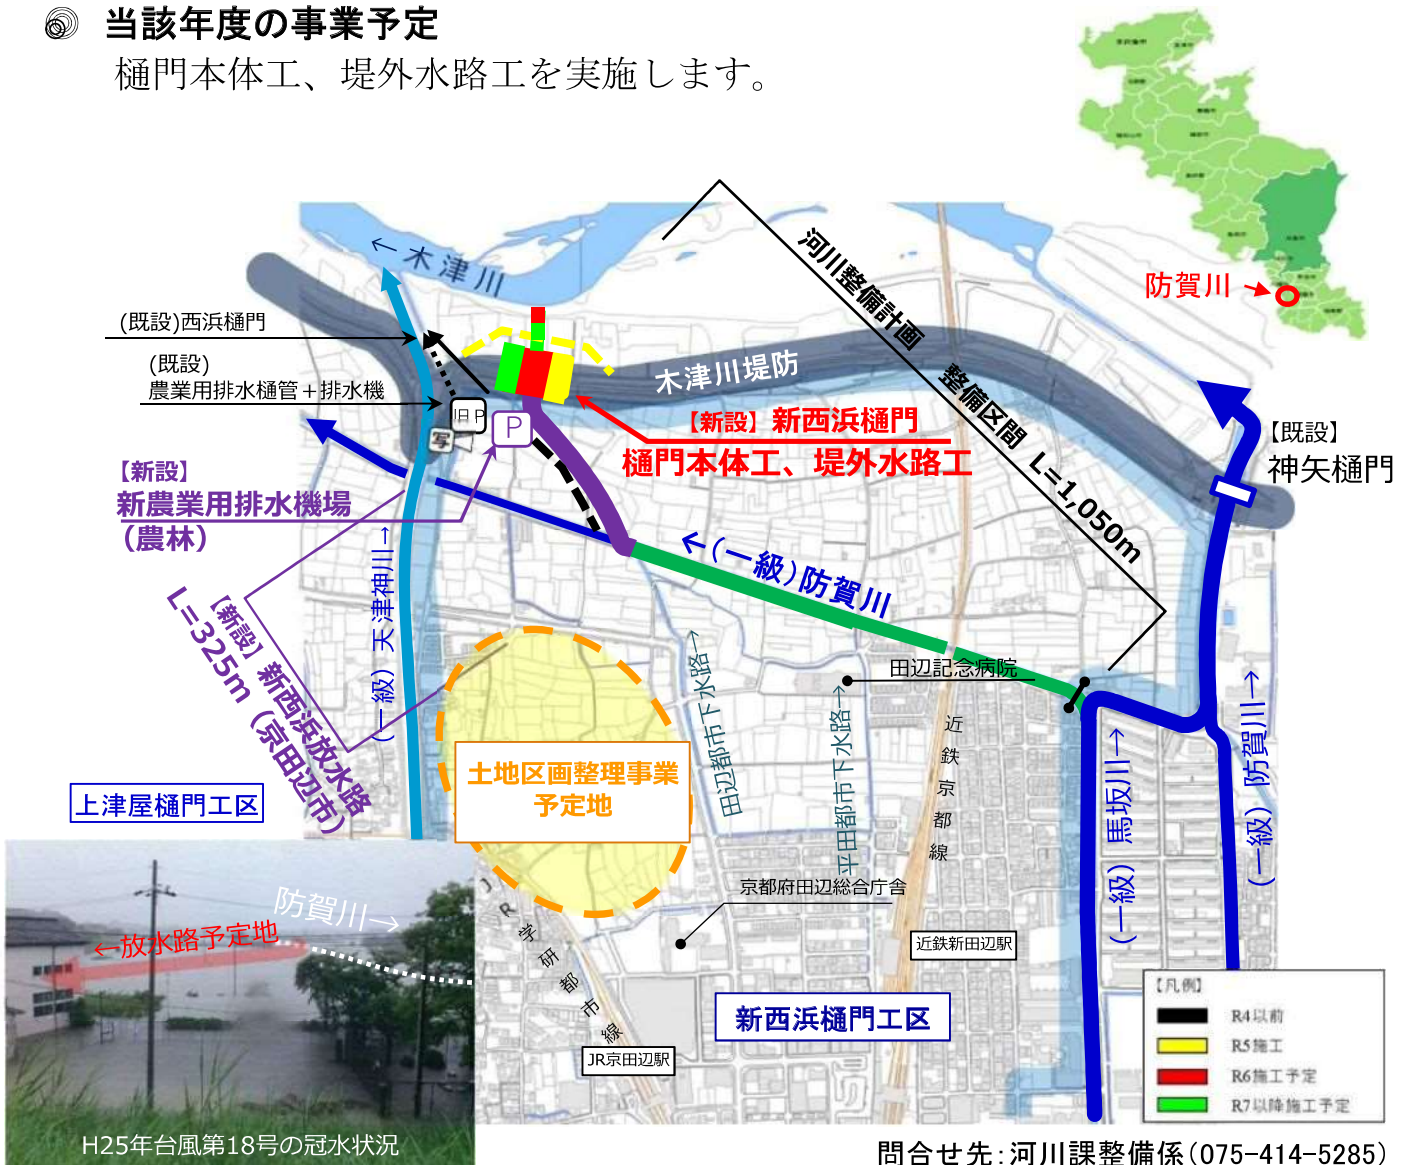 当該年度の事業予定
樋門本体工、堤外水路工を実施します。
防賀川
←木津川
(既設)西浜樋門
(既設)
農業用排水樋管＋排水機
旧P
P
写
木津川堤防
河川整備計画　整備区間　L=1,050m
【新設】新西浜樋門
樋門本体工、堤外水路工
【既設】
神矢樋門
【新設】
新農業用排水機場
（農林）
←(一級)防賀川
(一級) 天津神川→
【新設】新西浜放水路
L=325m（京田辺市）
田辺都市下水路→
平田都市下水路→
田辺記念病院
近鉄京都線
(一級) 馬坂川→
(一級) 防賀川→
土地区画整理事業
予定地
上津屋樋門工区
京都府田辺総合庁舎
JR学研都市線
近鉄新田辺駅
新西浜樋門工区
JR京田辺駅
防賀川→
←放水路予定地
H25年台風第18号の冠水状況
【凡例】
R4以前
R5施工
R6施工予定
R7以降施工予定
問合せ先:河川課整備係(075-414-5285)